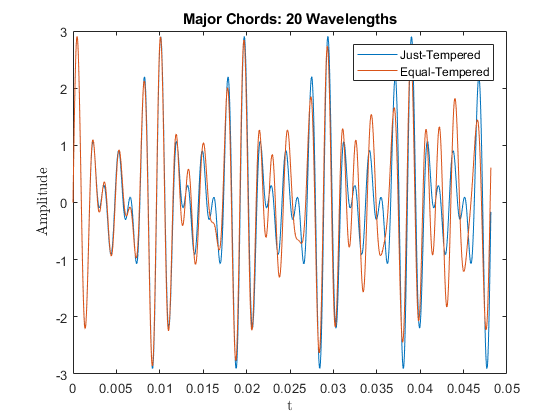 Major Chords: 20 Wavelengths
Just-Tempered
Equal-Tempered
Amplitude
3
2
1
0
-1
-2
-3
0 0.005 0.01 0.015 0.02 0.025 0.03 0.035 0.04 0.045 0.05
t